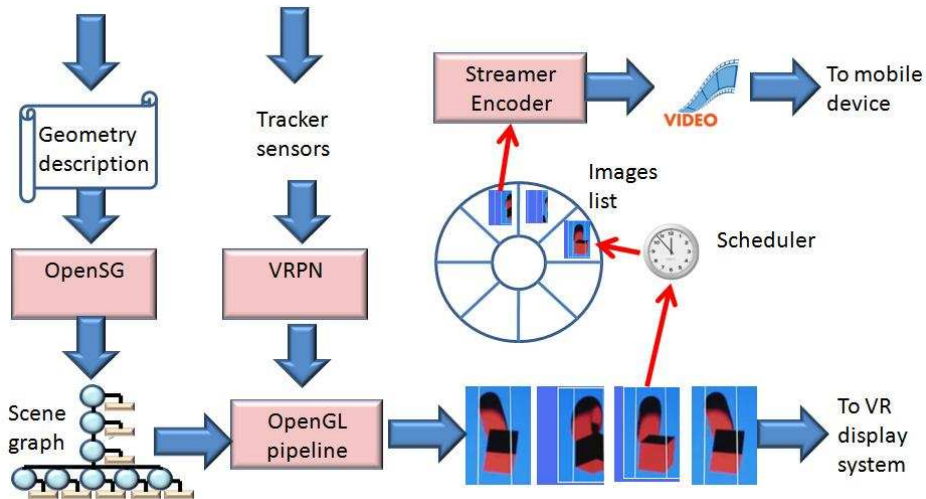 Geometry
description
Tracker
sensors
Streamer
Encoder
VIDEO
To mobile
device
Images
list
Scheduler
OpenSG
VRPN
Scene
graph
OpenGL
pipeline
To VR
display
system